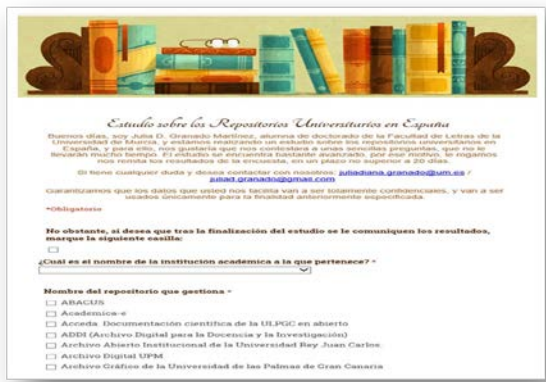 Estudio sobre los Repositorios Universitarios en España
Buenos días, soy Julia D. Granado Martínez, alumna de doctorado de la Facultad de Letras de la
Universidad de Murcia, y estamos realizando un estudio sobre los repositorios universitarios en
España, y para ello, nos gustaría que nos contestara a unas sencillas preguntas, que no le
llevarán mucho tiempo. El estudio se encuentra bastante avanzado, por ese motivo, le rogamos
nos remita los resultados de la encuesta, en un plazo no superior a 20 días.
Si tiene cualquier duda y desea contactar con nosotros: juliadiana.granado@um.es /
juliad.granado@gmail.com
Garantizamos que los datos que usted nos facilita van a ser totalmente confidenciales, y van a ser
usados únicamente para la finalidad anteriormente especificada.
*Obligatorio
No obstante, si desea que tras la finalización del estudio se le comuniquen los resultados,
marque la siguiente casilla:
¿Cuál es el nombre de la institución académica a la que pertenece? *
Nombre del repositorio que gestiona *
ABACUS
Academica-e
Acceda. Documentación científica de la ULPGC en abierto
ADDI (Archivo Digital para la Docencia y la Investigación)
Archivo Abierto Institucional de la Universidad Rey Juan Carlos.
Archivo Digital UPM
Archivo Gráfico de la Universidad de las Palmas de Gran Canaria